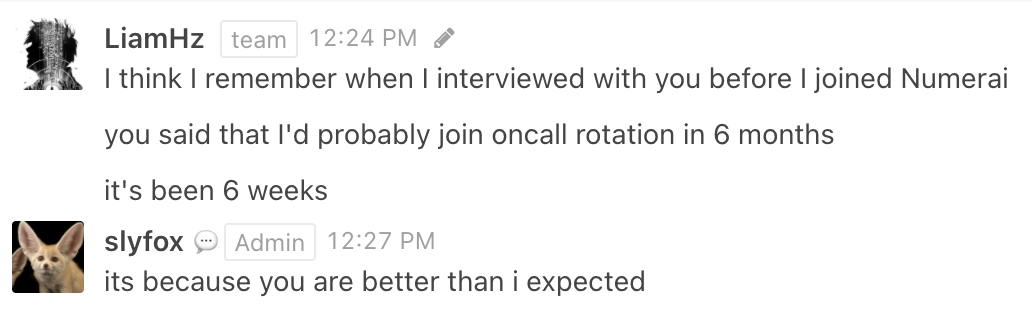 LiamHz team 12:24 PM
I think I remember when I interviewed with you before I joined Numerai
you said that I'd probably join oncall rotation in 6 months
it's been 6 weeks
slyfox Admin 12:27 PM
its because you are better than i expected